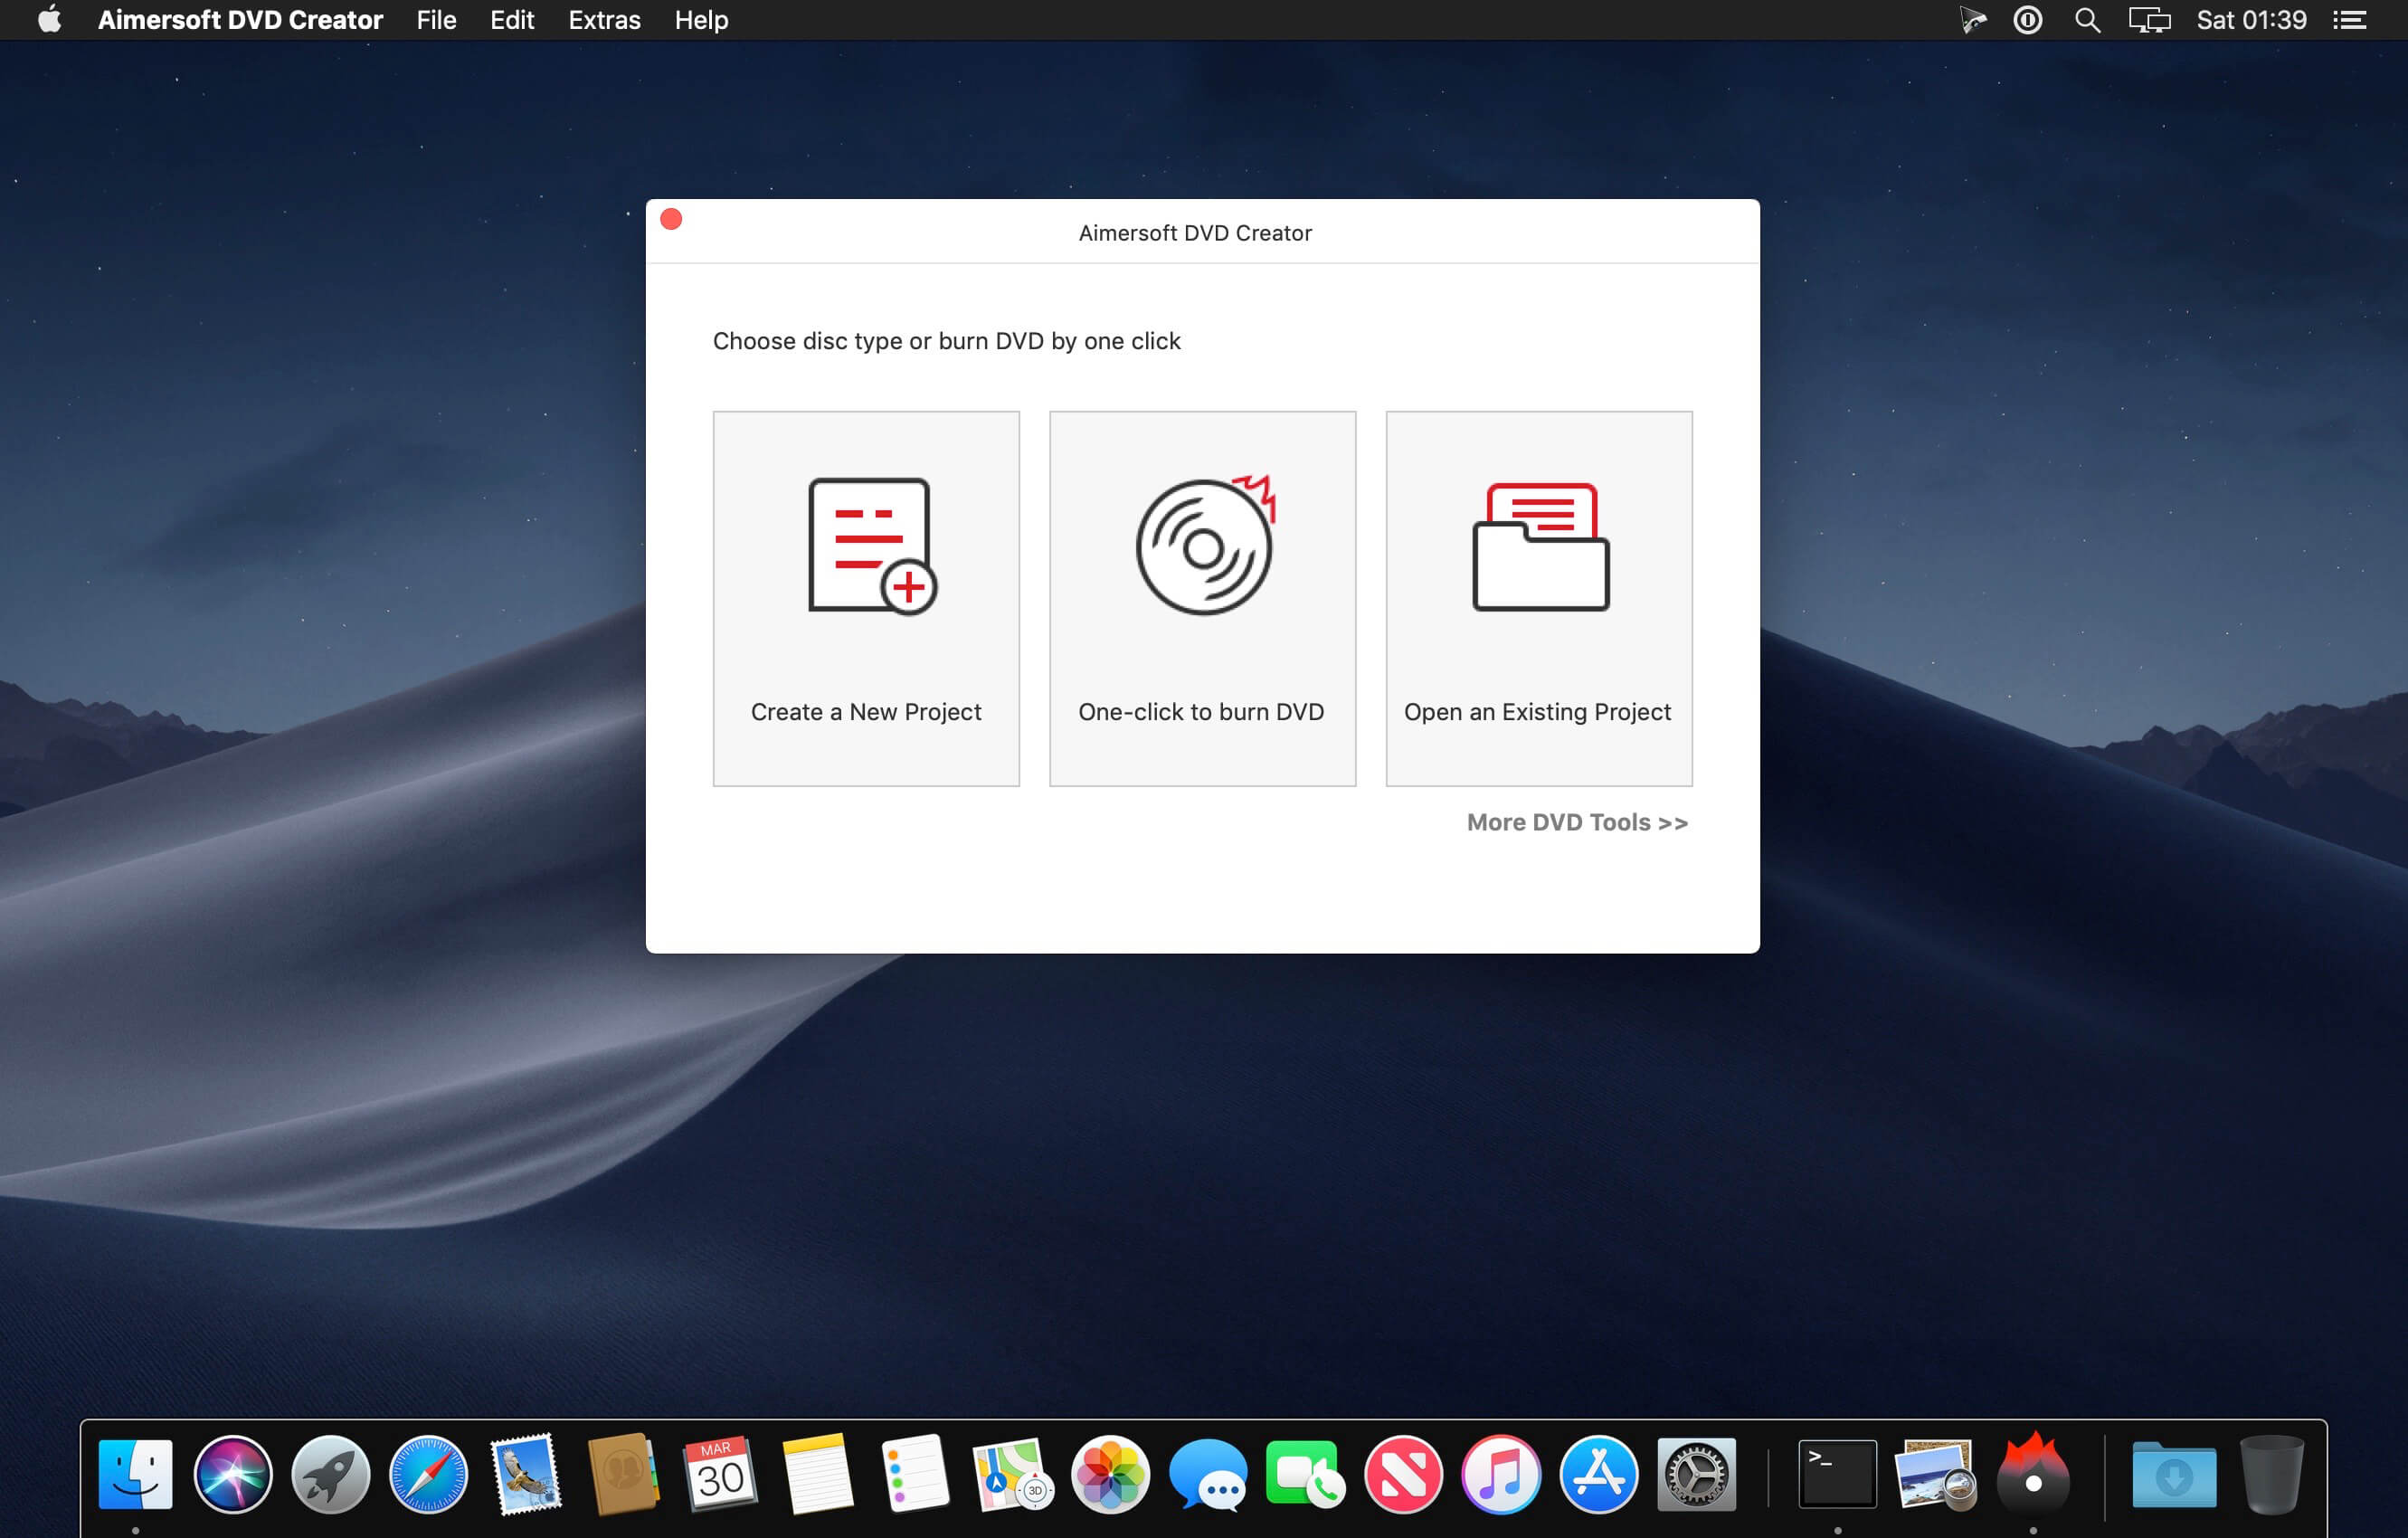 Aimersoft DVD Creator File Edit Extras Help Sat 01:39
Aimersoft DVD Creator
Choose disc type or burn DVD by one click
Create a New Project One-click to burn DVD Open an Existing Project
More DVD Tools >>
MAR
30
3D
>_